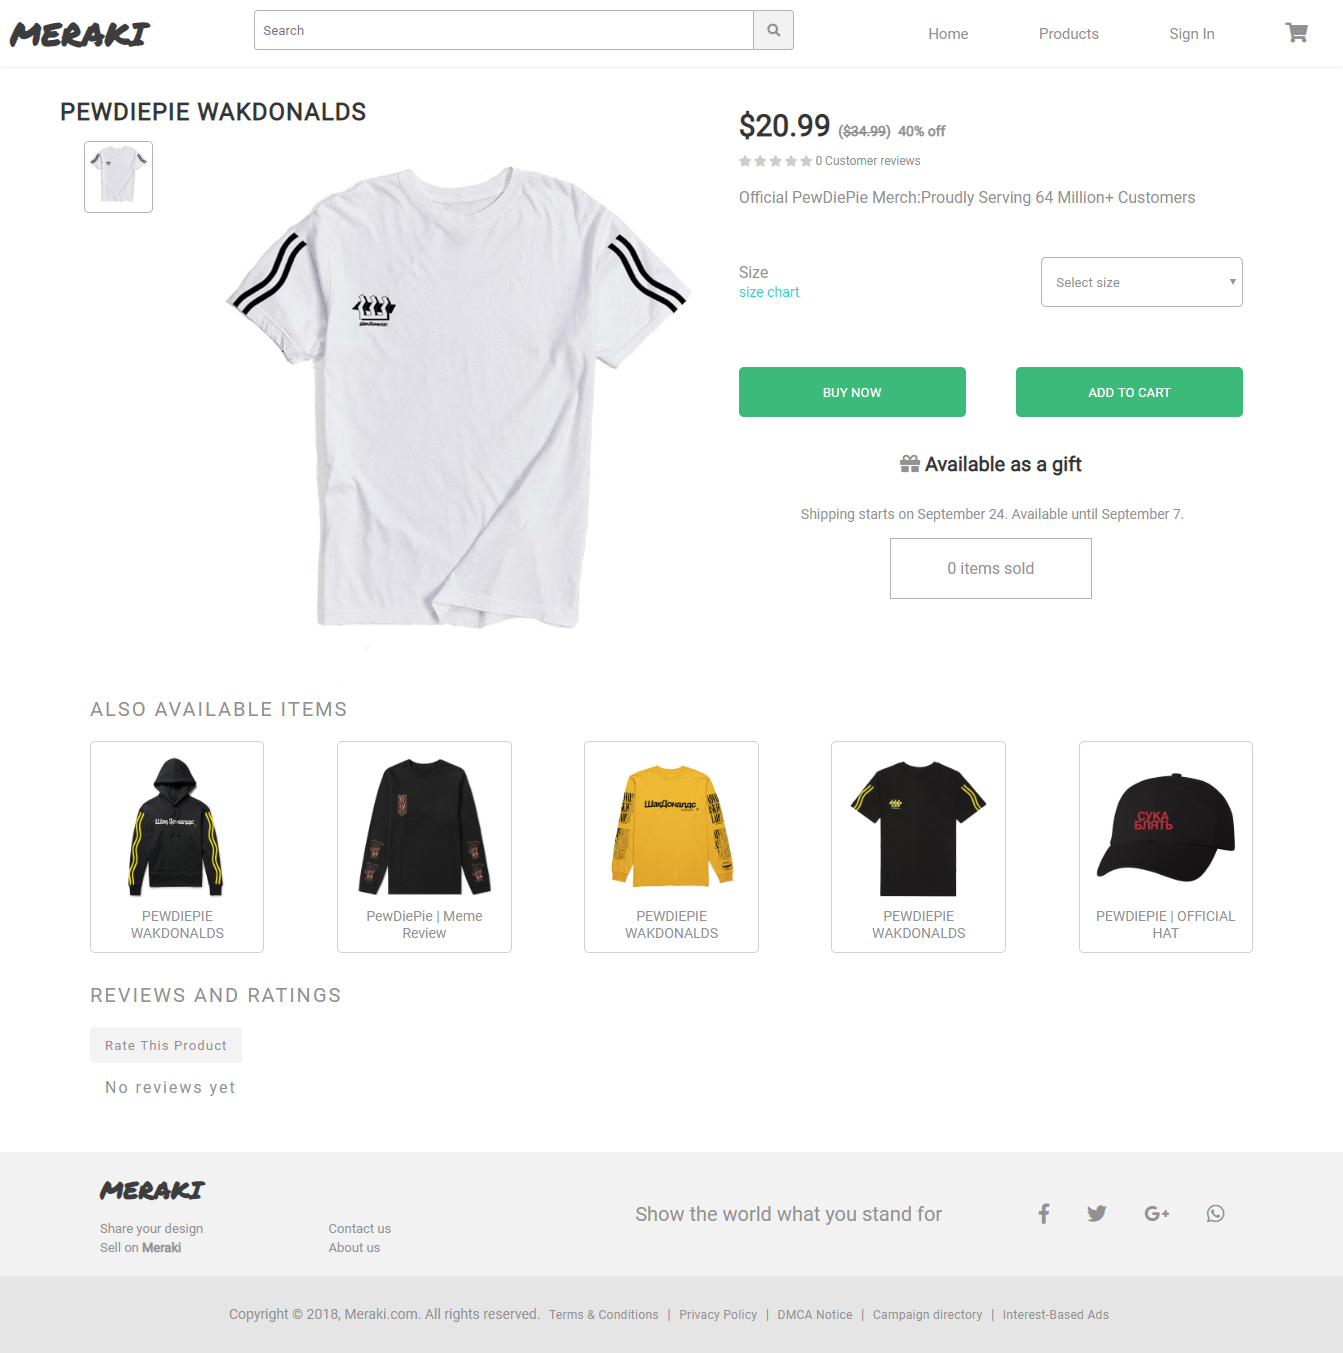 MERAKI
Search
Home
Products
Sign In
PEWDIEPIE WAKDONALDS
$20.99 ($34.99) 40% off
0 Customer reviews
Official PewDiePie Merch:Proudly Serving 64 Million+ Customers
Size
size chart
Select size
BUY NOW
ADD TO CART
Available as a gift
Shipping starts on September 24. Available until September 7.
0 items sold
ШакДоналдс
ALSO AVAILABLE ITEMS
ШакДоналдс
ШакДоналдс
СУКА
БЛЯТЬ
PEWDIEPIE
WAKDONALDS
PewDiePie | Meme
Review
PEWDIEPIE
WAKDONALDS
PEWDIEPIE
WAKDONALDS
PEWDIEPIE | OFFICIAL
HAT
REVIEWS AND RATINGS
Rate This Product
No reviews yet
MERAKI
Share your design
Sell on Meraki
Contact us
About us
Show the world what you stand for
Copyright © 2018, Meraki.com. All rights reserved. Terms & Conditions | Privacy Policy | DMCA Notice | Campaign directory | Interest-Based Ads